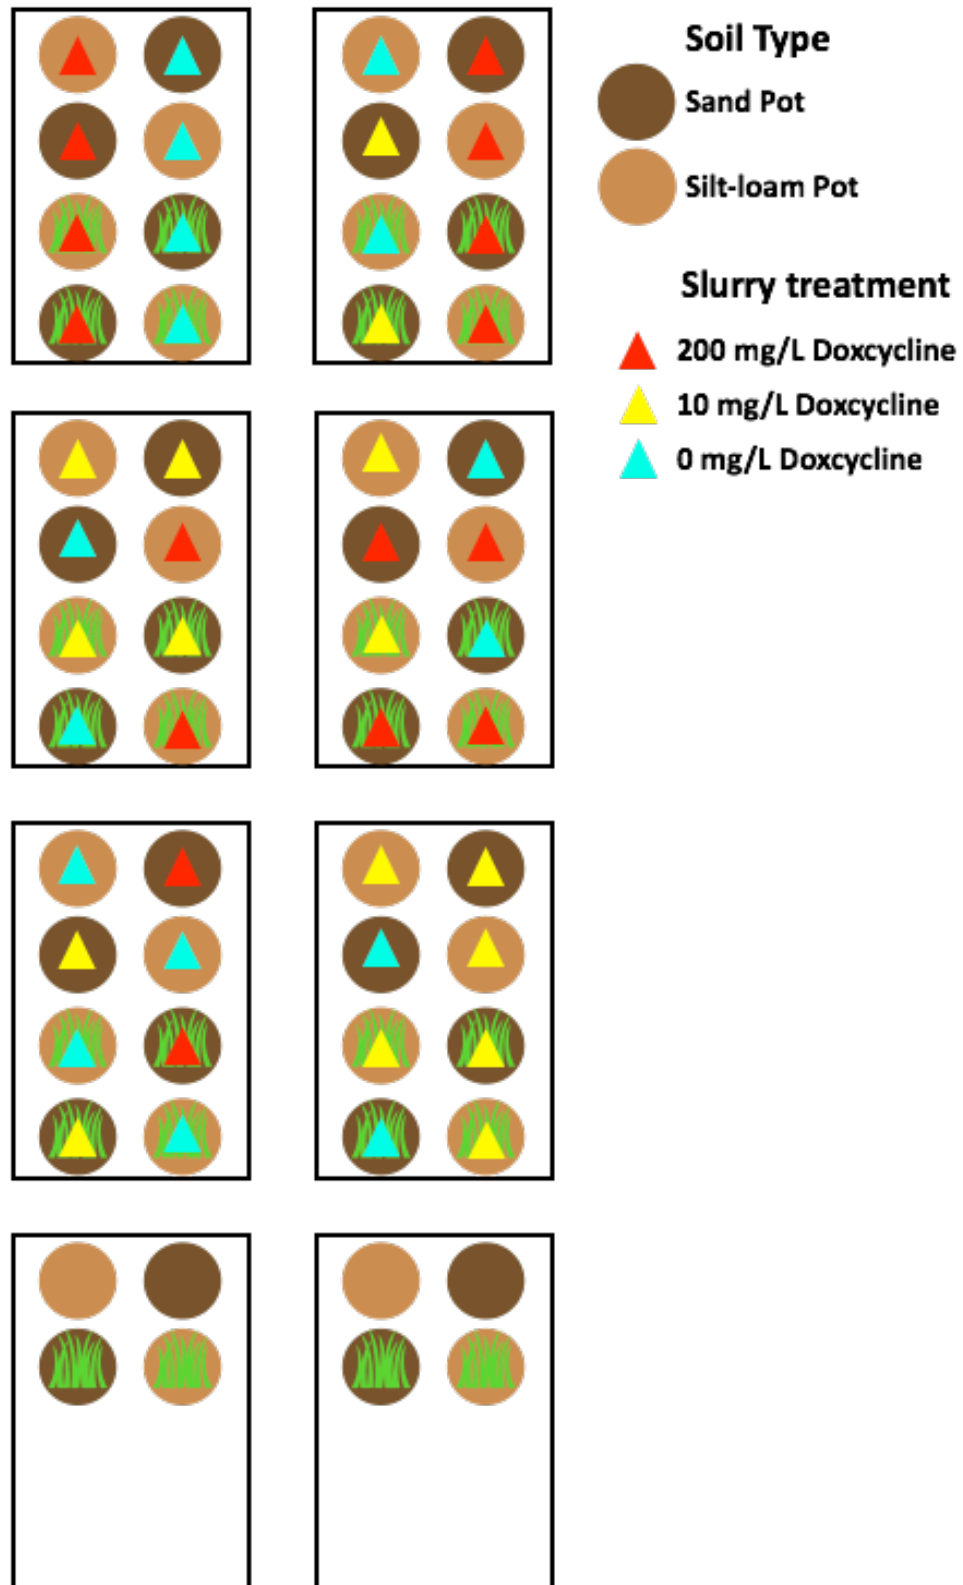 Soil Type
Sand Pot
Silt-loam Pot
Slurry treatment
200 mg/L Doxcycline
10 mg/L Doxcycline
0 mg/L Doxcycline